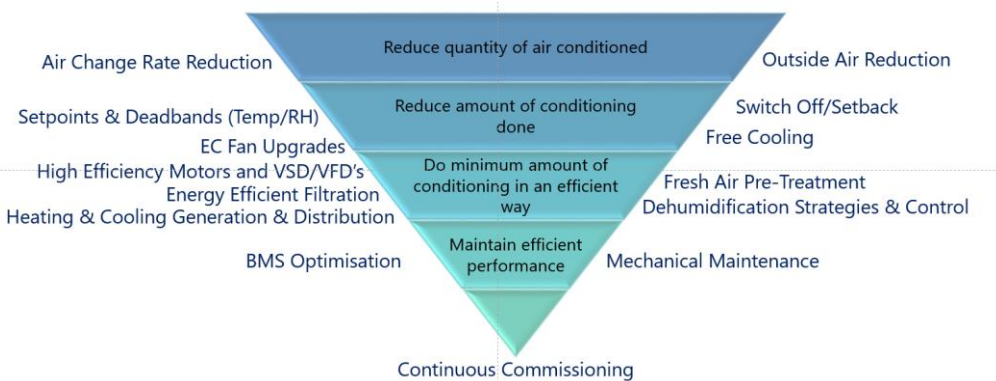 Reduce quantity of air conditioned
Air Change Rate Reduction
Outside Air Reduction
Reduce amount of conditioning
done
Setpoints & Deadbands (Temp/RH)
Switch Off/Setback
EC Fan Upgrades
Free Cooling
Do minimum amount of
conditioning in an efficient
way
High Efficiency Motors and VSD/VFD's
Energy Efficient Filtration
Heating & Cooling Generation & Distribution
Fresh Air Pre-Treatment
Dehumidification Strategies & Control
Maintain efficient
performance
BMS Optimisation
Mechanical Maintenance
Continuous Commissioning